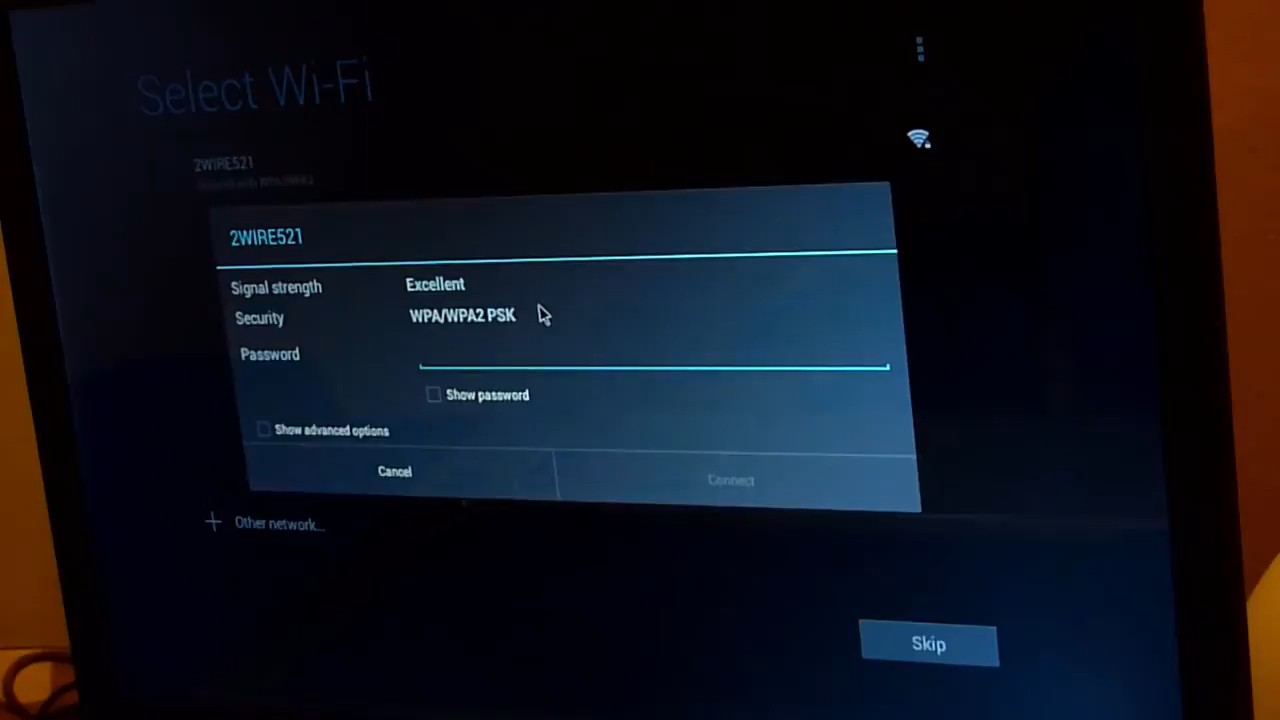 Select Wi-Fi
2WIRE521
2WIRE521
Signal strength Excellent
Security WPA/WPA2 PSK
Password
Show password
Show advanced options
Cancel Connect
Other network...
Skip